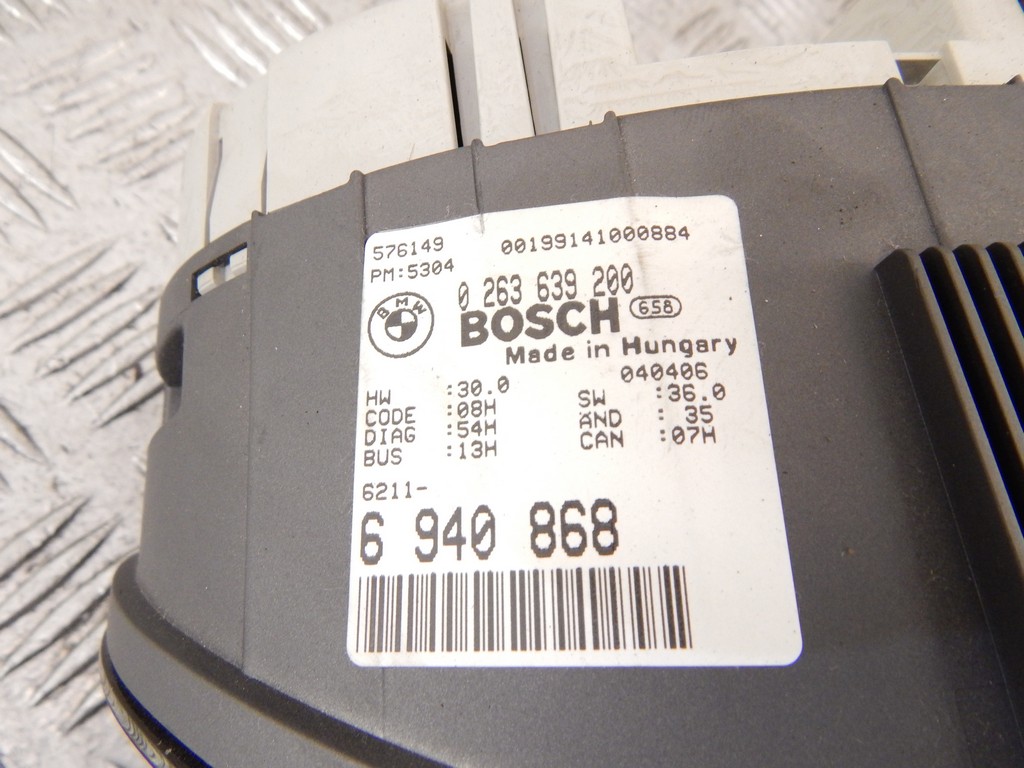 576149 00199141000884
PM:5304
0 263 639 200
BMW
BOSCH 658
Made in Hungary
040406
HW :30.0 SW :36.0
CODE :08H ÄND : 35
DIAG :54H CAN :07H
BUS :13H
6211-
6 940 868